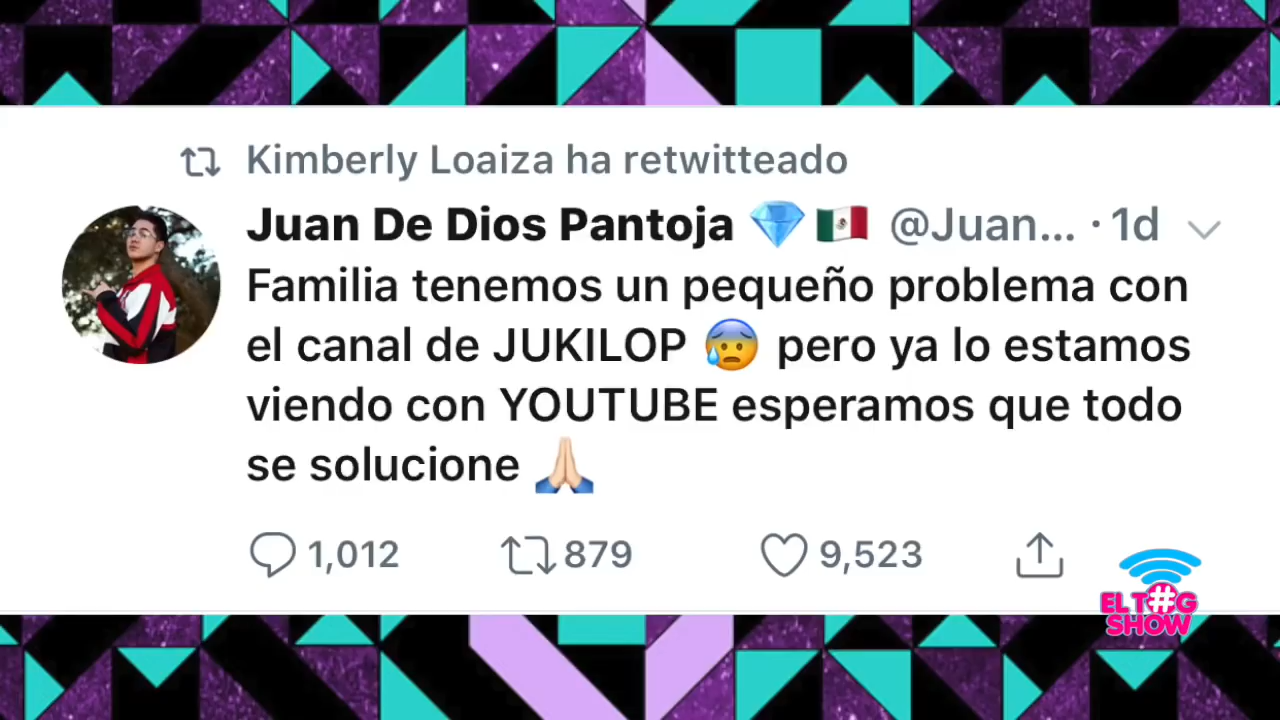 Kimberly Loaiza ha retwitteado
Juan De Dios Pantoja 💎 🇲🇽 @Juan... · 1d
Familia tenemos un pequeño problema con
el canal de JUKILOP 😰 pero ya lo estamos
viendo con YOUTUBE esperamos que todo
se solucione 🙏🏻
1,012 879 9,523
EL T#G
SHOW